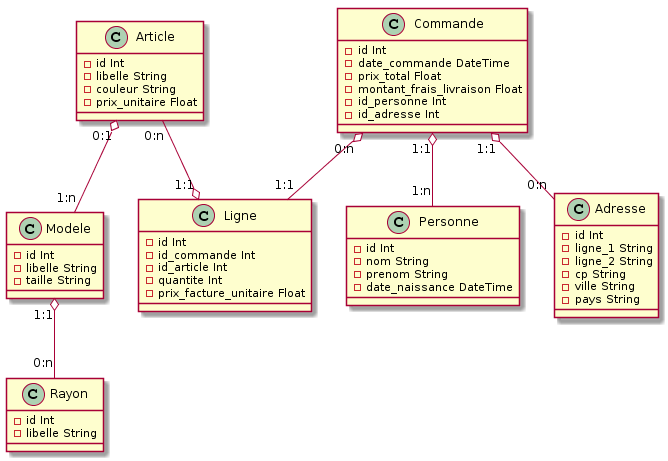 C Article
id Int
libelle String
couleur String
prix_unitaire Float
C Commande
id Int
date_commande DateTime
prix_total Float
montant_frais_livraison Float
id_personne Int
id_adresse Int
0:1
0:n
0:n
1:1
1:1
1:n
1:1
1:1
1:n
0:n
C Modele
id Int
libelle String
taille String
C Ligne
id Int
id_commande Int
id_article Int
quantite Int
prix_facture_unitaire Float
C Personne
id Int
nom String
prenom String
date_naissance DateTime
C Adresse
id Int
ligne_1 String
ligne_2 String
cp String
ville String
pays String
1:1
0:n
C Rayon
id Int
libelle String